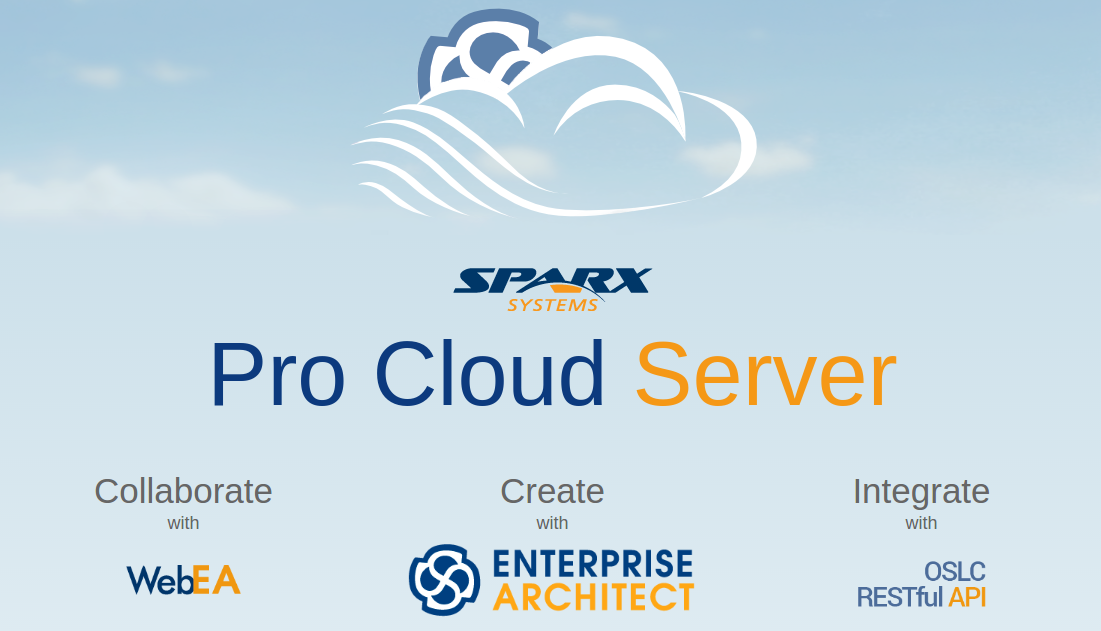 SPARX
SYSTEMS
Pro Cloud Server
Collaborate
with
WebEA
Create
with
ENTERPRISE
ARCHITECT
Integrate
with
OSLC
RESTful API